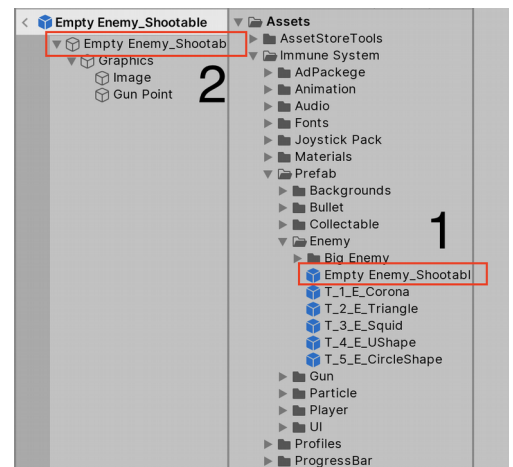 Empty Enemy_Shootable
Empty Enemy_Shootab
Graphics
Image
Gun Point
2
Assets
AssetStoreTools
Immune System
AdPackege
Animation
Audio
Fonts
Joystick Pack
Materials
Prefab
Backgrounds
Bullet
Collectable
Enemy
1
Big Enemy
Empty Enemy_Shootabl
T_1_E_Corona
T_2_E_Triangle
T_3_E_Squid
T_4_E_UShape
T_5_E_CircleShape
Gun
Particle
Player
UI
Profiles
ProgressBar